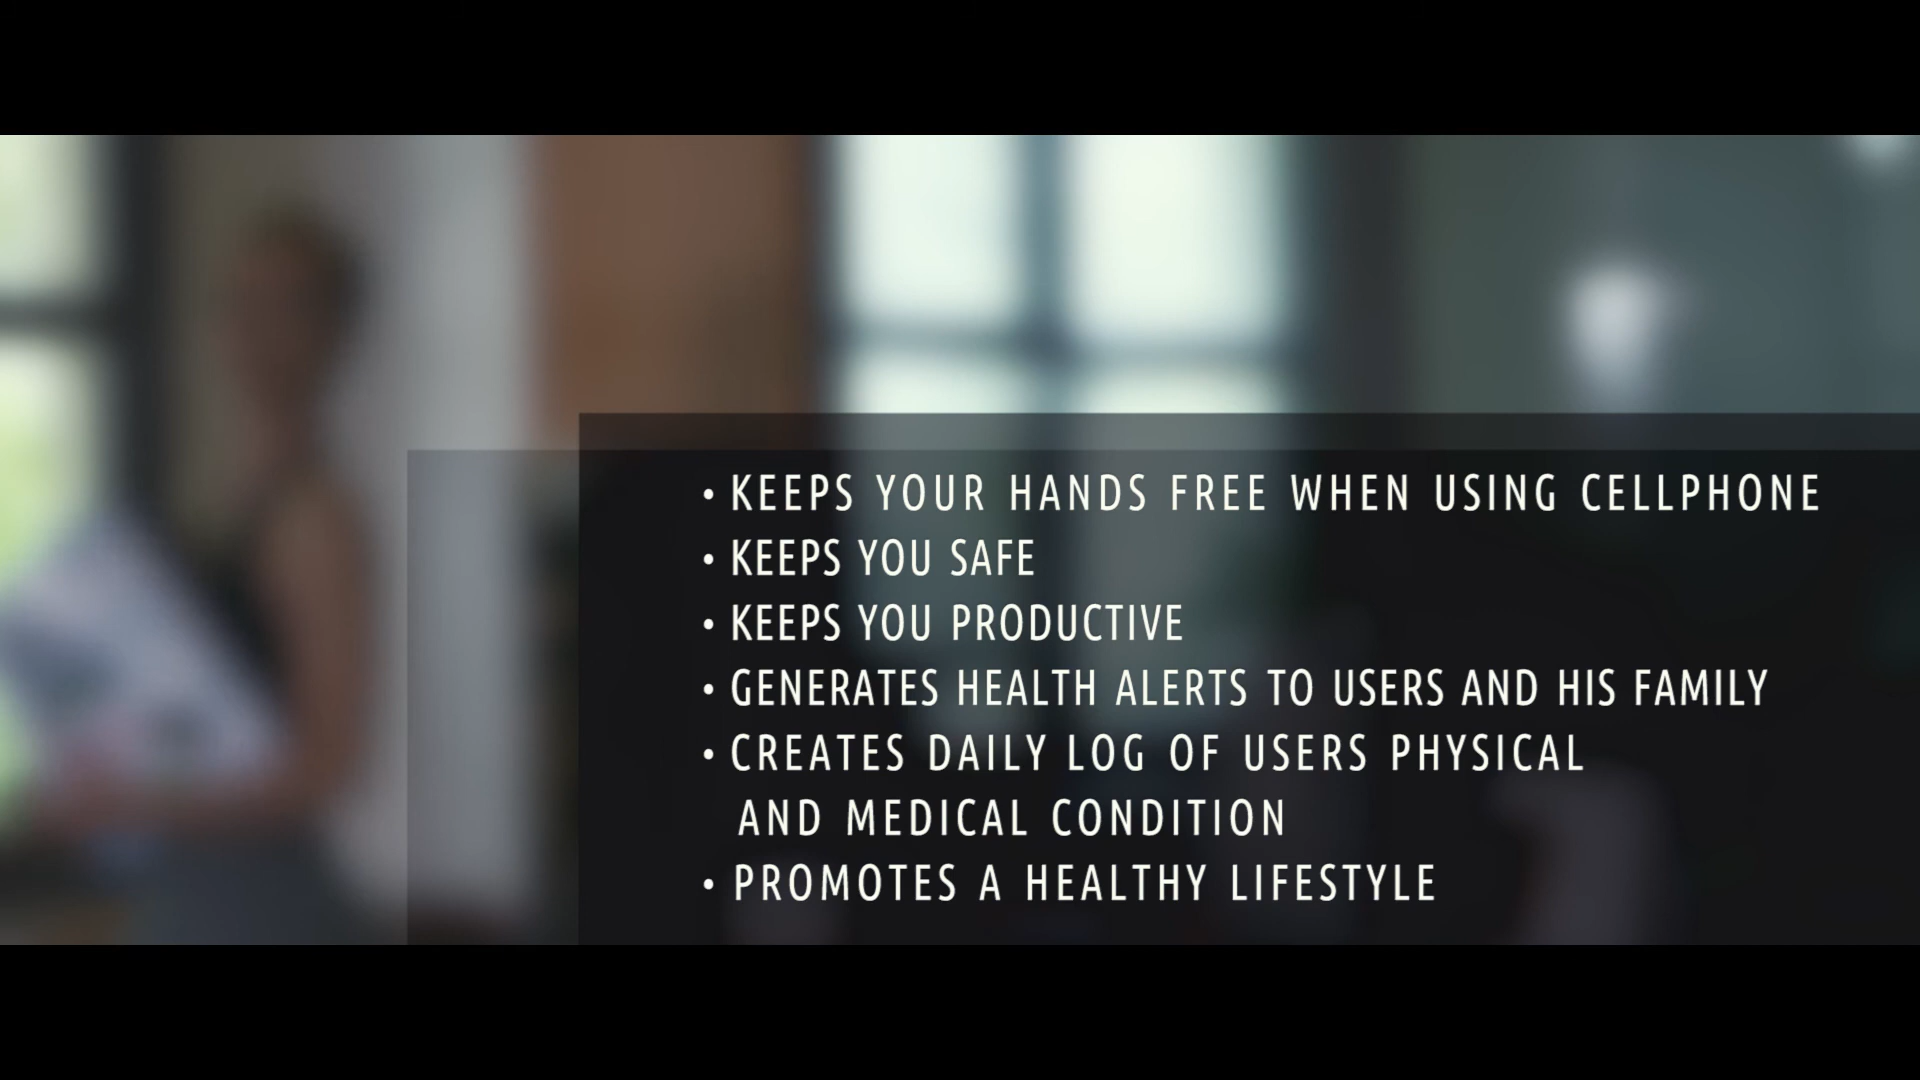 • KEEPS YOUR HANDS FREE WHEN USING CELLPHONE
• KEEPS YOU SAFE
• KEEPS YOU PRODUCTIVE
• GENERATES HEALTH ALERTS TO USERS AND HIS FAMILY
• CREATES DAILY LOG OF USERS PHYSICAL
AND MEDICAL CONDITION
• PROMOTES A HEALTHY LIFESTYLE